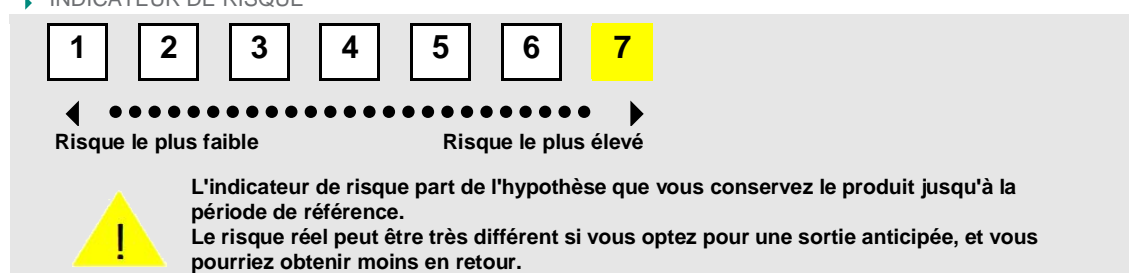 INDICATEUR DE RISQUE
1 2 3 4 5 6 7
Risque le plus faible Risque le plus élevé
L'indicateur de risque part de l'hypothèse que vous conservez le produit jusqu'à la
période de référence.
Le risque réel peut être très différent si vous optez pour une sortie anticipée, et vous
pourriez obtenir moins en retour.
!